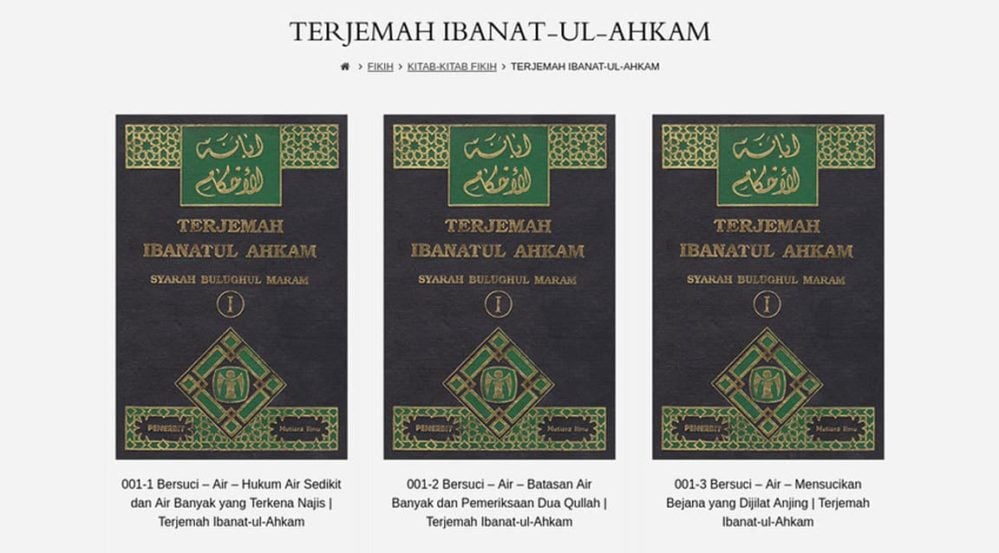 TERJEMAH IBANAT-UL-AHKAM
> FIKIH > KITAB-KITAB FIKIH > TERJEMAH IBANAT-UL-AHKAM
إبانة
الأحكام
TERJEMAH
IBANATUL AHKAM
SYARAH BULUGHUL MARAM
I
PENERBIT Mutiara Ilmu
001-1 Bersuci – Air – Hukum Air Sedikit
dan Air Banyak yang Terkena Najis |
Terjemah Ibanat-ul-Ahkam
إبانة
الأحكام
TERJEMAH
IBANATUL AHKAM
SYARAH BULUGHUL MARAM
I
PENERBIT Mutiara Ilmu
001-2 Bersuci – Air – Batasan Air
Banyak dan Pemeriksaan Dua Qullah |
Terjemah Ibanat-ul-Ahkam
إبانة
الأحكام
TERJEMAH
IBANATUL AHKAM
SYARAH BULUGHUL MARAM
I
PENERBIT Mutiara Ilmu
001-3 Bersuci – Air – Mensucikan
Bejana yang Dijilat Anjing | Terjemah
Ibanat-ul-Ahkam